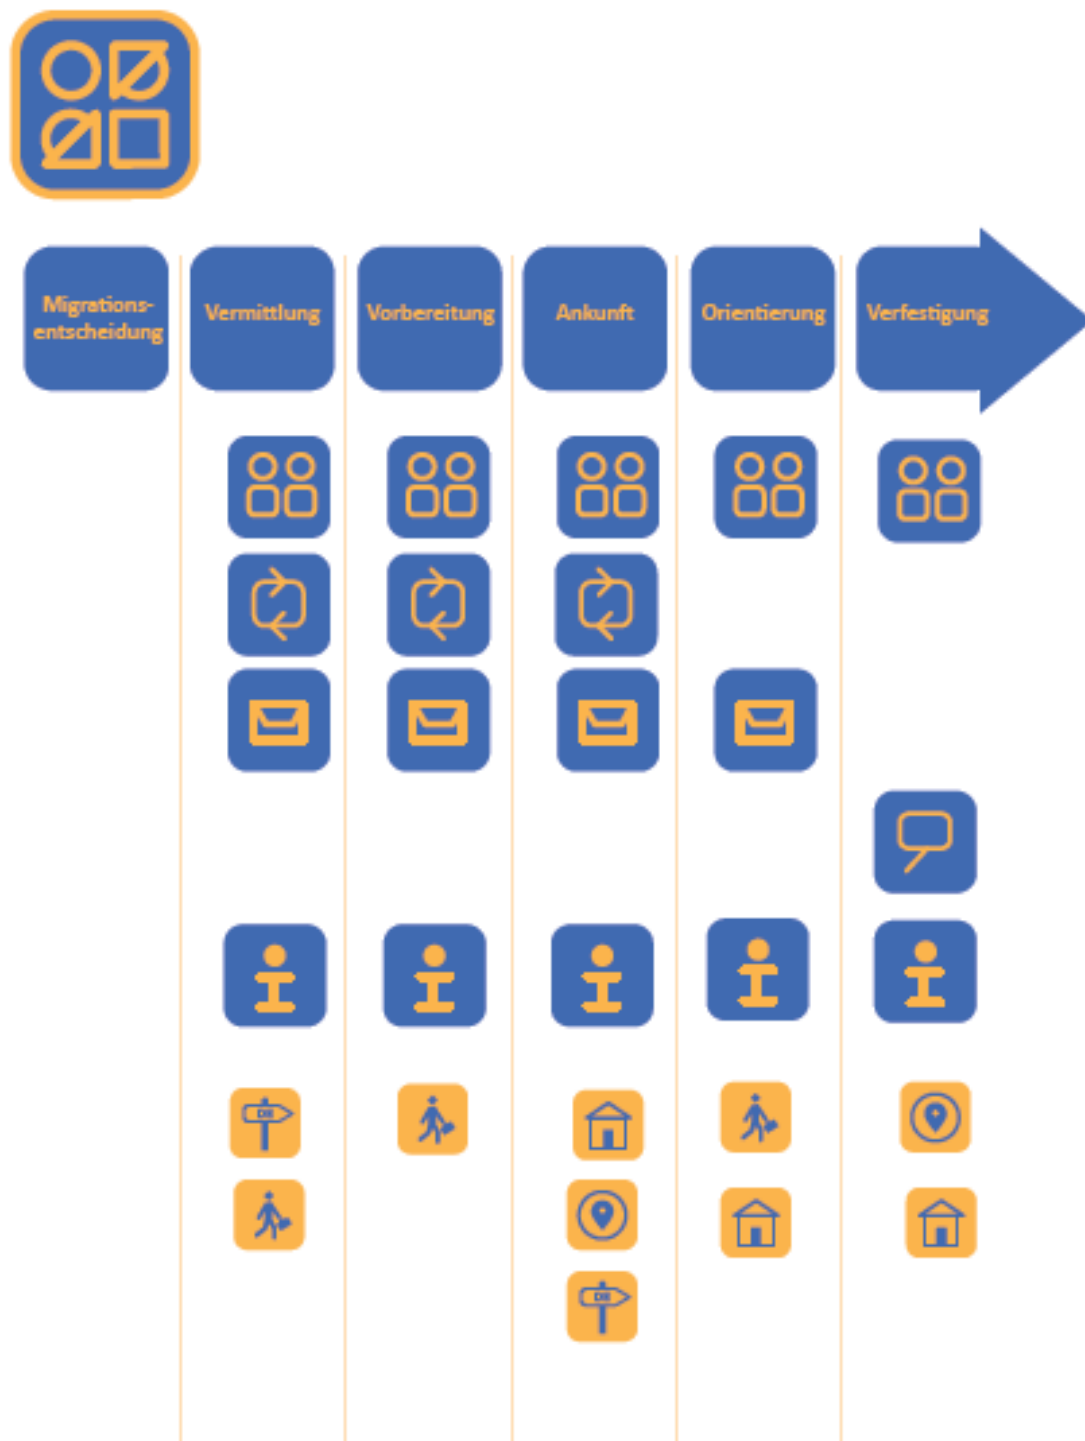 Migrations-
entscheidung
Vermittlung
Vorbereitung
Ankunft
Orientierung
Verfestigung